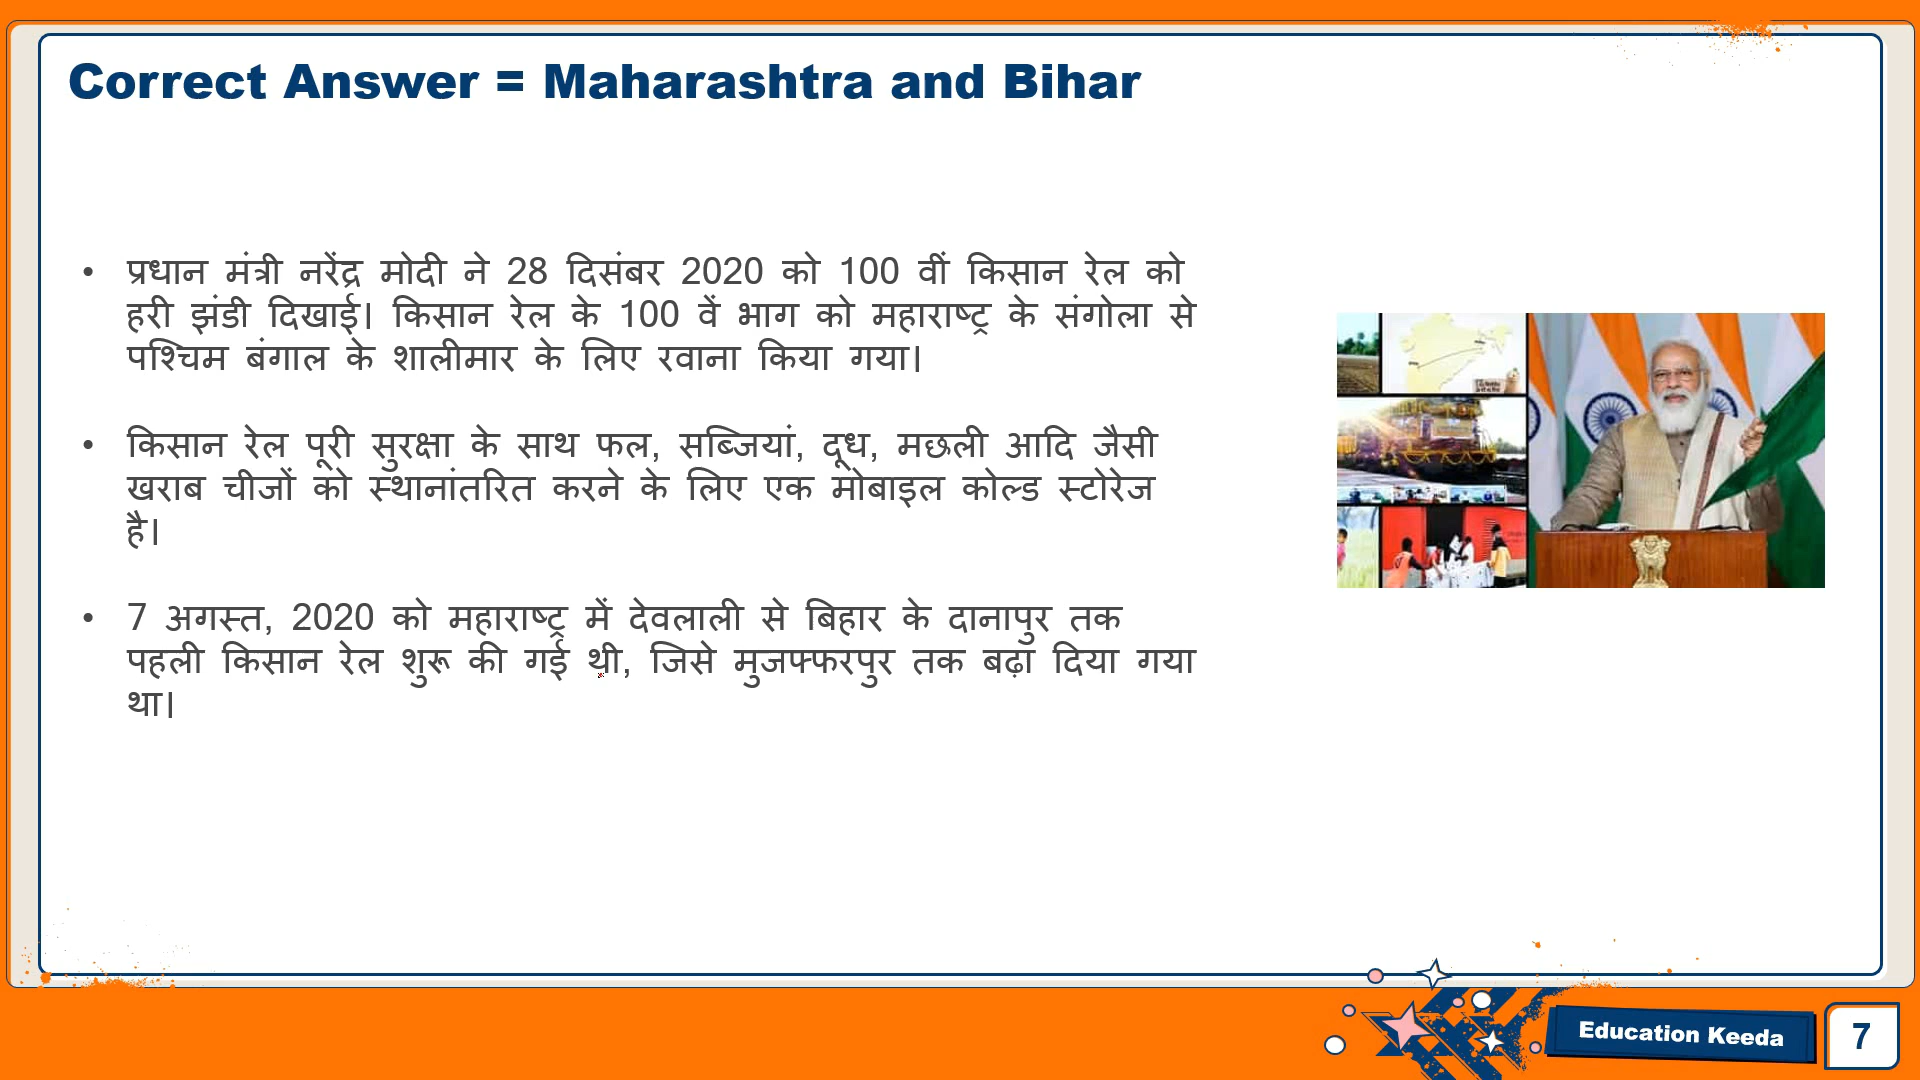 Correct Answer = Maharashtra and Bihar
• प्रधान मंत्री नरेंद्र मोदी ने 28 दिसंबर 2020 को 100 वीं किसान रेल को
हरी झंडी दिखाई। किसान रेल के 100 वें भाग को महाराष्ट्र के संगोला से
पश्चिम बंगाल के शालीमार के लिए रवाना किया गया।
• किसान रेल पूरी सुरक्षा के साथ फल, सब्जियां, दूध, मछली आदि जैसी
खराब चीजों को स्थानांतरित करने के लिए एक मोबाइल कोल्ड स्टोरेज
है।
• 7 अगस्त, 2020 को महाराष्ट्र में देवलाली से बिहार के दानापुर तक
पहली किसान रेल शुरू की गई थी, जिसे मुजफ्फरपुर तक बढ़ा दिया गया
था।
Education Keeda
7